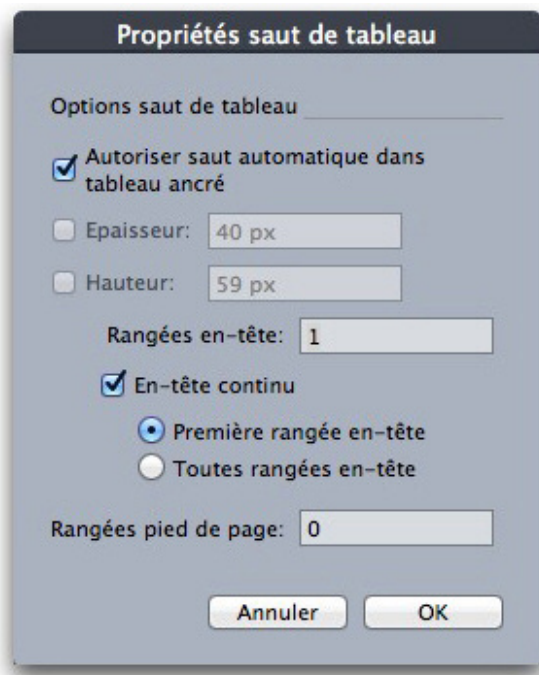 Propriétés saut de tableau
Options saut de tableau
Autoriser saut automatique dans
tableau ancré
Epaisseur: 40 px
Hauteur: 59 px
Rangées en-tête: 1
En-tête continu
Première rangée en-tête
Toutes rangées en-tête
Rangées pied de page: 0
Annuler OK